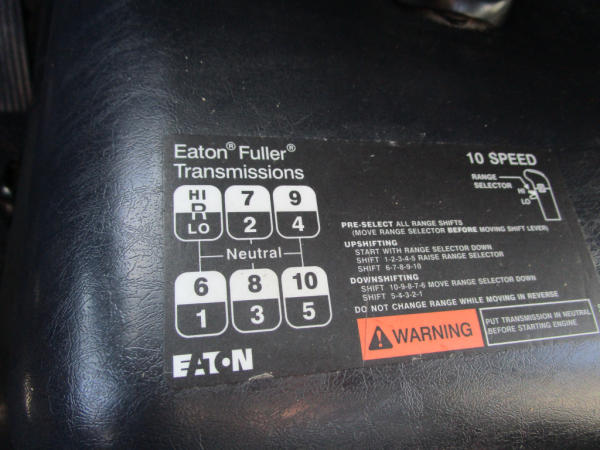 Eaton® Fuller®
Transmissions
10 SPEED
RANGE
SELECTOR
HI
LO
HI
R
LO
7
2
9
4
Neutral
6
1
8
3
10
5
PRE-SELECT ALL RANGE SHIFTS
(MOVE RANGE SELECTOR BEFORE MOVING SHIFT LEVER)
UPSHIFTING
START WITH RANGE SELECTOR DOWN
SHIFT 1-2-3-4-5 RAISE RANGE SELECTOR
SHIFT 6-7-8-9-10
DOWNSHIFTING
SHIFT 10-9-8-7-6 MOVE RANGE SELECTOR DOWN
SHIFT 5-4-3-2-1
DO NOT CHANGE RANGE WHILE MOVING IN REVERSE
WARNING
PUT TRANSMISSION IN NEUTRAL
BEFORE STARTING ENGINE
EATON